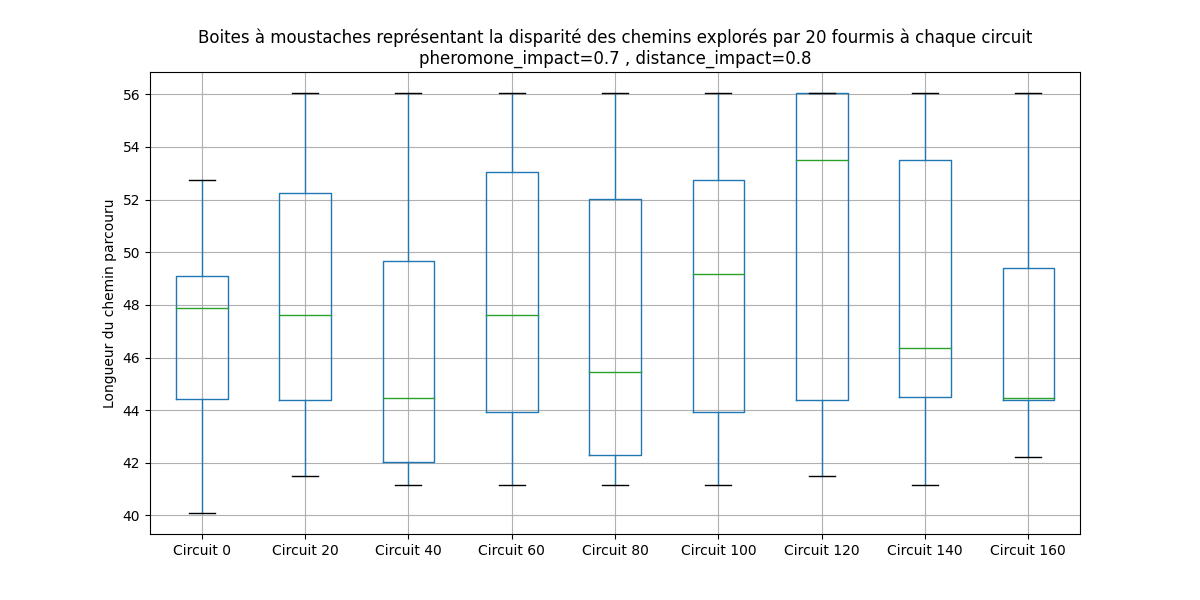 Boites à moustaches représentant la disparité des chemins explorés par 20 fourmis à chaque circuit
pheromone_impact=0.7 , distance_impact=0.8
Longueur du chemin parcouru
56
54
52
50
48
46
44
42
40
Circuit 0 Circuit 20 Circuit 40 Circuit 60 Circuit 80 Circuit 100 Circuit 120 Circuit 140 Circuit 160